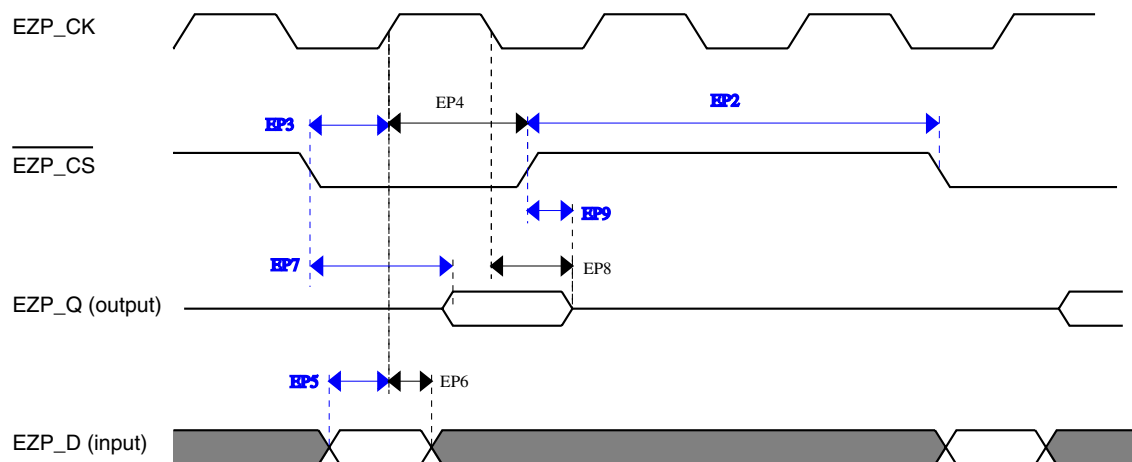 EZP_CK
EP4
EP2
EP3
EZP_CS
EP9
EP7
EP8
EZP_Q (output)
EP5
EP6
EZP_D (input)